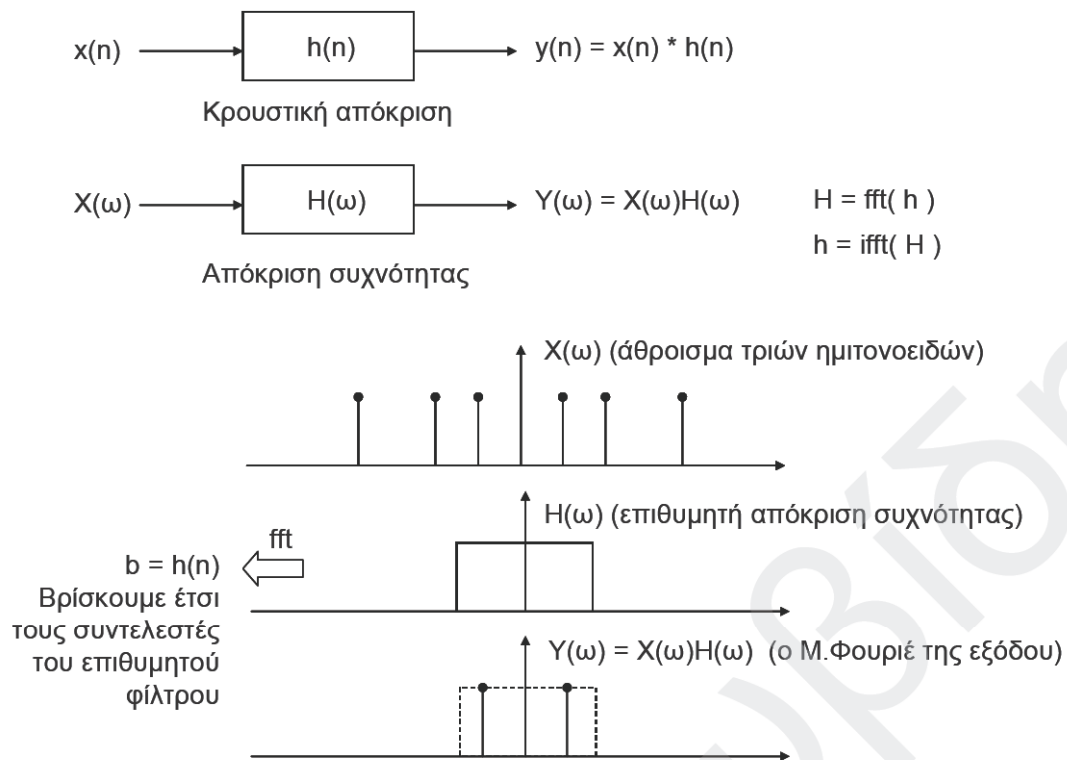 x(n)
h(n)
y(n) = x(n) * h(n)
Κρουστική απόκριση
X(ω)
H(ω)
Y(ω) = X(ω)H(ω)
H = fft( h )
h = ifft( H )
Απόκριση συχνότητας
X(ω) (άθροισμα τριών ημιτονοειδών)
H(ω) (επιθυμητή απόκριση συχνότητας)
fft
b = h(n)
Βρίσκουμε έτσι
τους συντελεστές
του επιθυμητού
φίλτρου
Y(ω) = X(ω)H(ω) (ο Μ.Φουριέ της εξόδου)